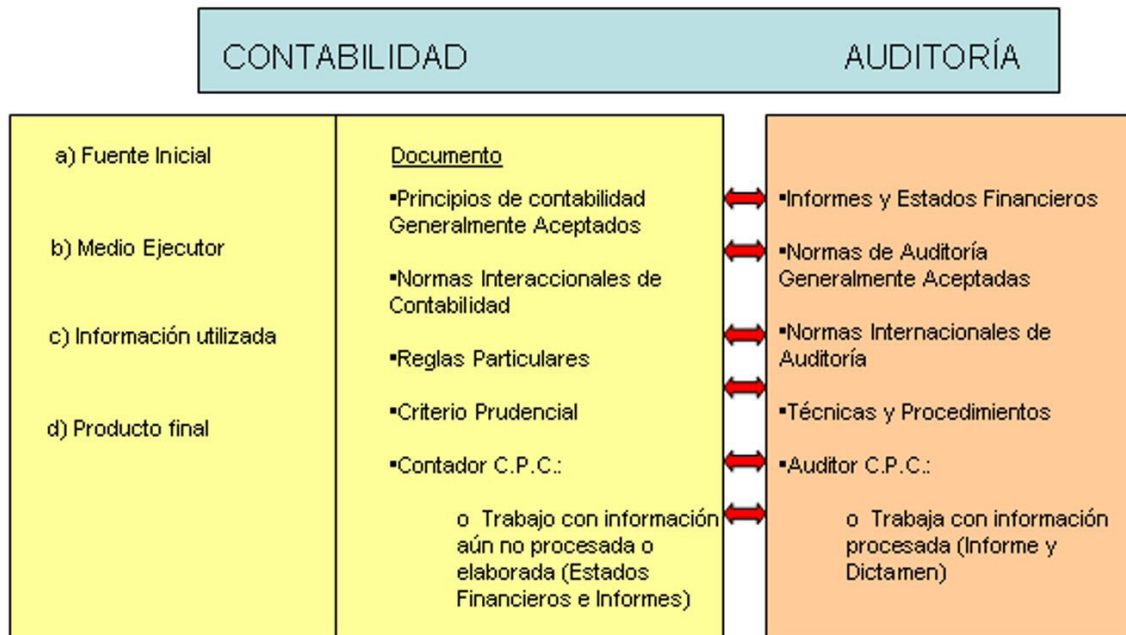 CONTABILIDAD
AUDITORÍA
a) Fuente Inicial
b) Medio Ejecutor
c) Información utilizada
d) Producto final
Documento
▪Principios de contabilidad
Generalmente Aceptados
▪Normas Interaccionales de
Contabilidad
▪Reglas Particulares
▪Criterio Prudencial
▪Contador C.P.C.:
o Trabajo con información
aún no procesada o
elaborada (Estados
Financieros e Informes)
▪Informes y Estados Financieros
▪Normas de Auditoría
Generalmente Aceptadas
▪Normas Internacionales de
Auditoría
▪Técnicas y Procedimientos
▪Auditor C.P.C.:
o Trabaja con información
procesada (Informe y
Dictamen)